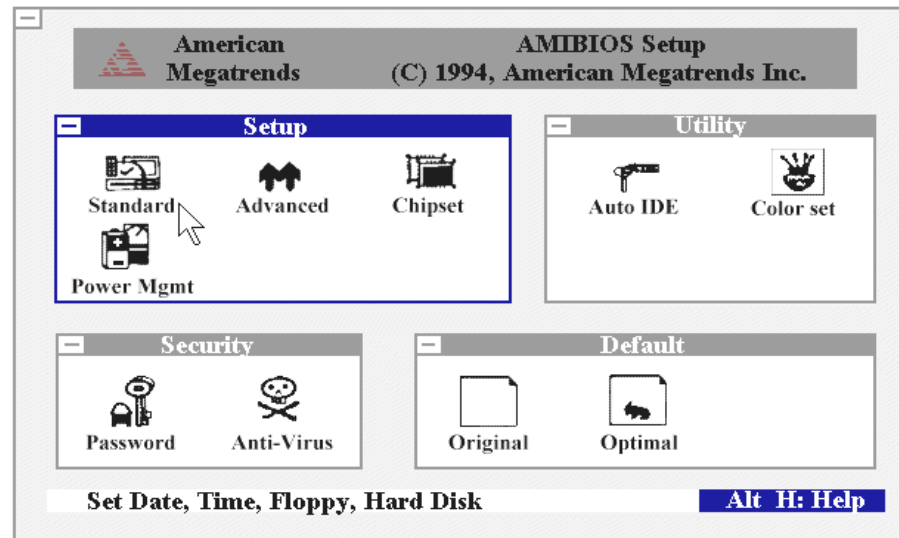 American Megatrends
AMIBIOS Setup
(C) 1994, American Megatrends Inc.
Setup
Standard
Advanced
Chipset
Power Mgmt
Utility
Auto IDE
Color set
Security
Password
Anti-Virus
Default
Original
Optimal
Set Date, Time, Floppy, Hard Disk
Alt H: Help